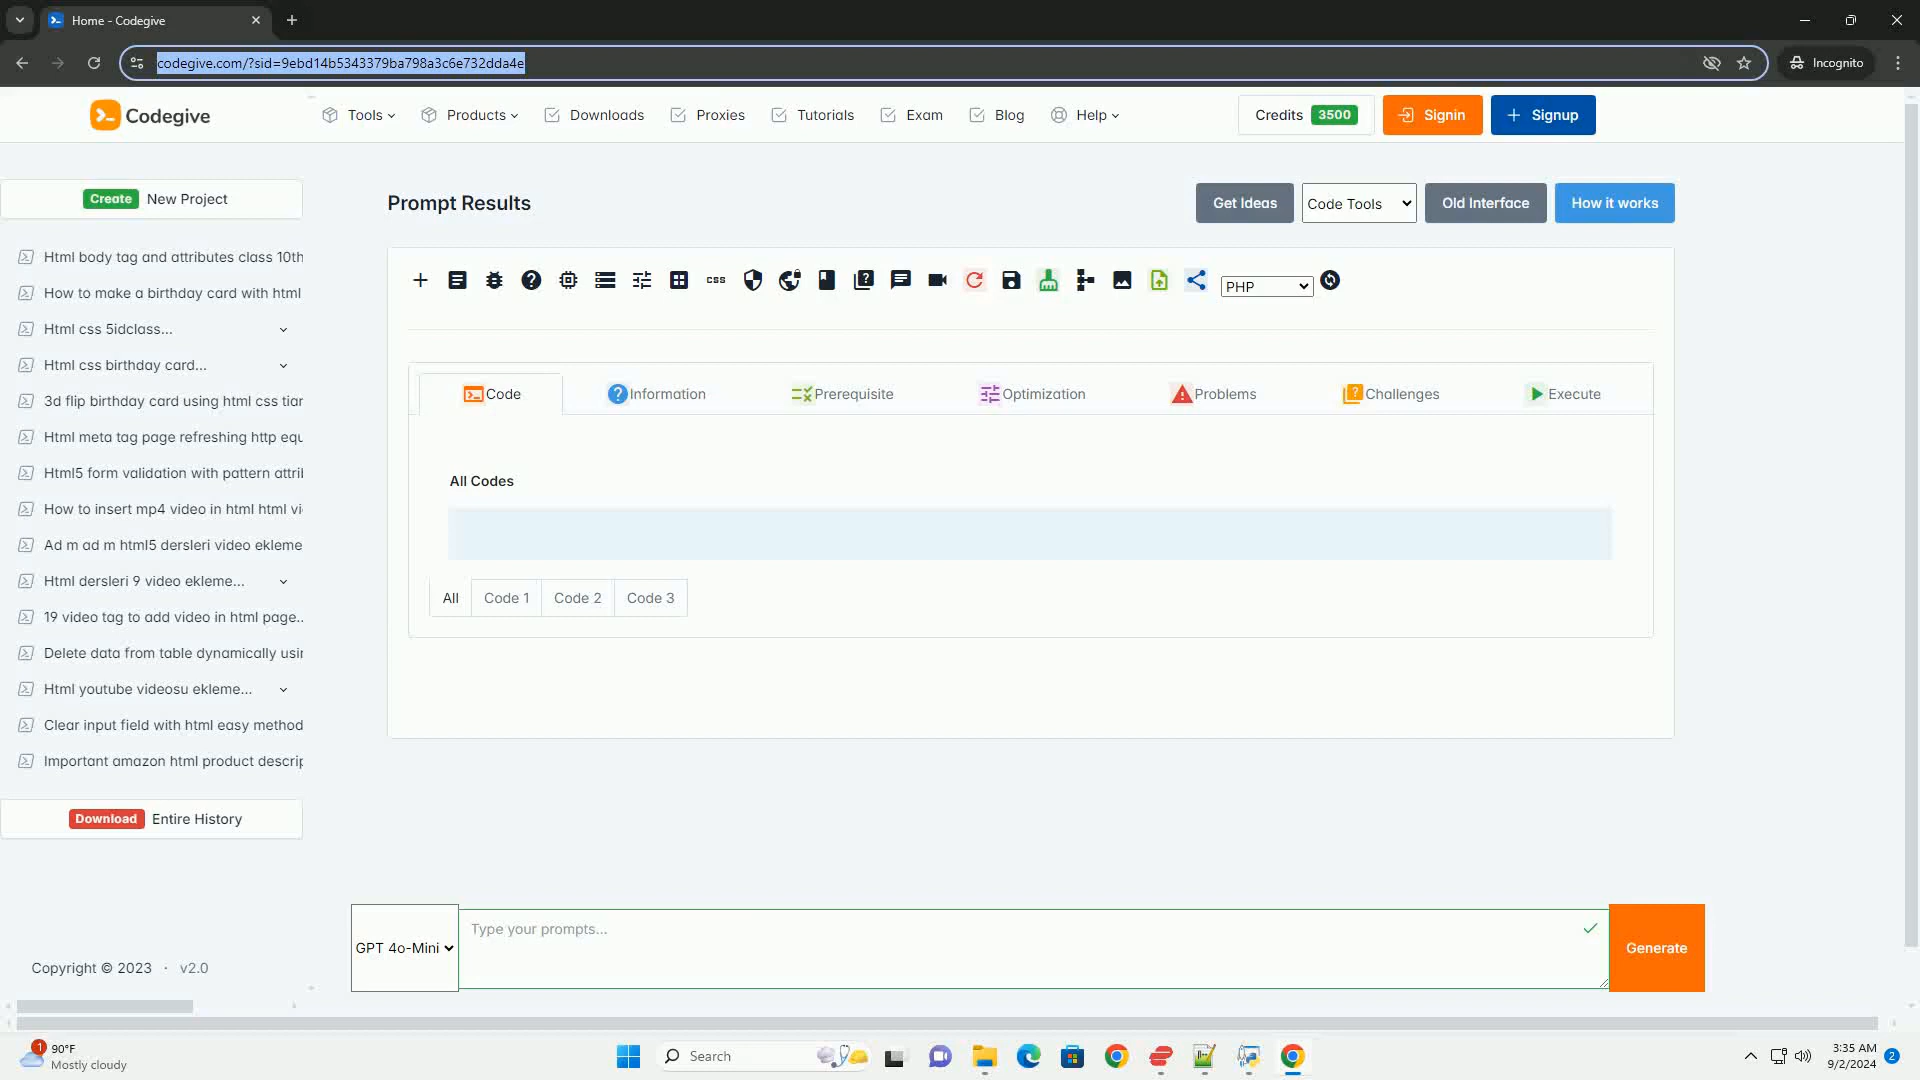 Home - Codegive
codegive.com/?sid=9ebd14b5343379ba798a3c6e732dda4e
Incognito
Codegive
Tools
Products
Downloads
Proxies
Tutorials
Exam
Blog
Help
Credits 3500
Signin
Signup
Create New Project
Html body tag and attributes class 10th
How to make a birthday card with html
Html css 5idclass...
Html css birthday card...
3d flip birthday card using html css tiar
Html meta tag page refreshing http equ
Html5 form validation with pattern attri
How to insert mp4 video in html html vi
Ad m ad m html5 dersleri video ekleme
Html dersleri 9 video ekleme...
19 video tag to add video in html page..
Delete data from table dynamically usi
Html youtube videosu ekleme...
Clear input field with html easy method
Important amazon html product descrip
Download Entire History
Copyright © 2023 · v2.0
Prompt Results
Get Ideas
Code Tools
Old Interface
How it works
css
PHP
Code
Information
Prerequisite
Optimization
Problems
Challenges
Execute
All Codes
All
Code 1
Code 2
Code 3
GPT 4o-Mini
Type your prompts...
Generate
1
90°F
Mostly cloudy
Search
3:35 AM
9/2/2024
2